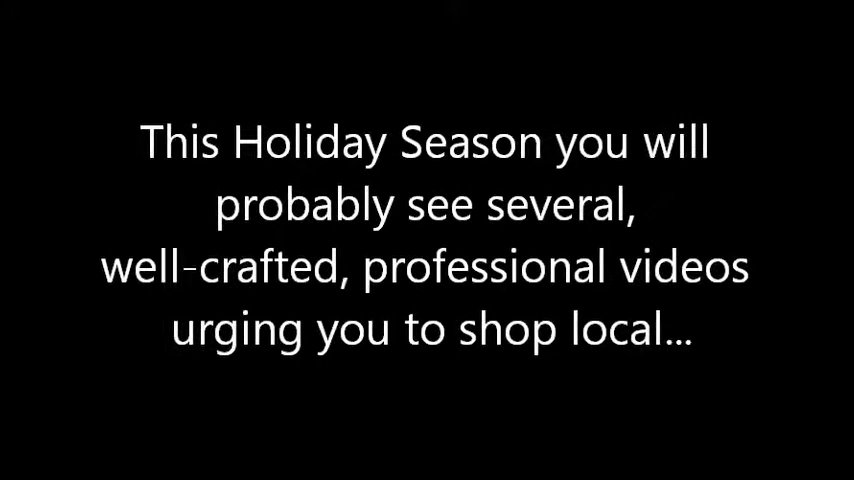 This Holiday Season you will
probably see several,
well-crafted, professional videos
urging you to shop local...